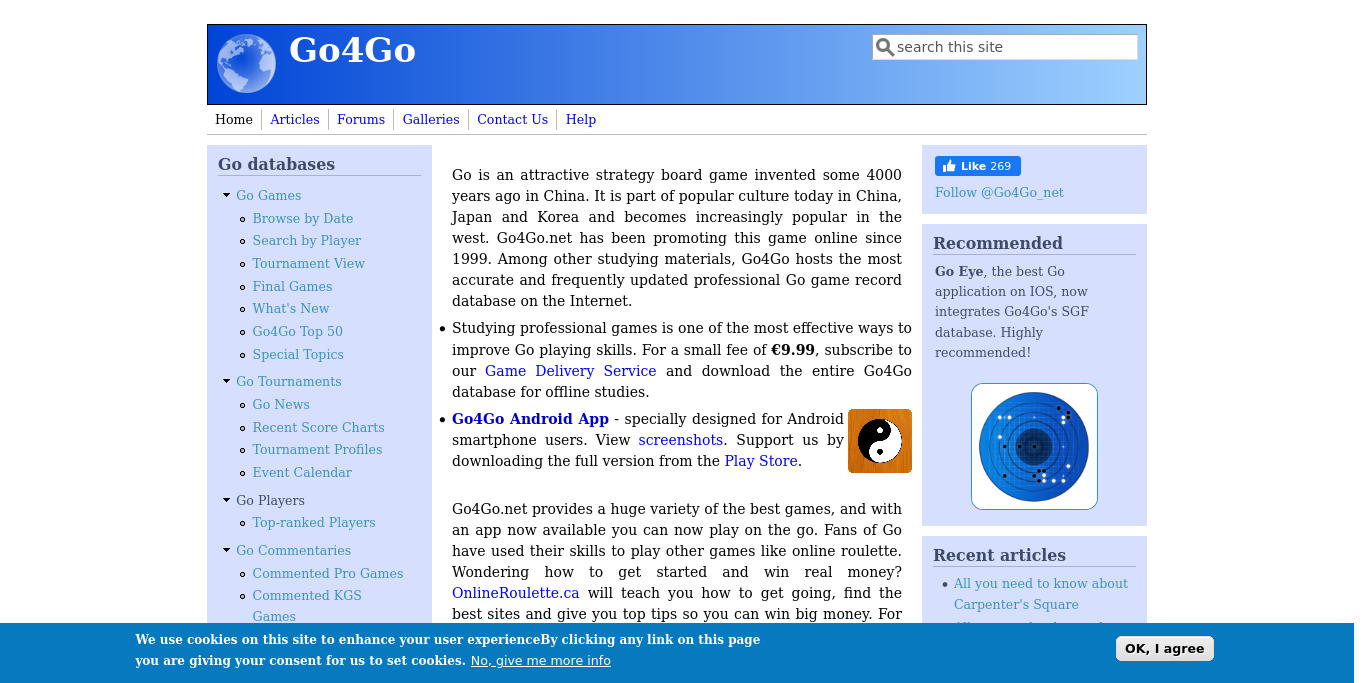 Go4Go
search this site
Home
Articles
Forums
Galleries
Contact Us
Help
Go databases
Go Games
Browse by Date
Search by Player
Tournament View
Final Games
What's New
Go4Go Top 50
Special Topics
Go Tournaments
Go News
Recent Score Charts
Tournament Profiles
Event Calendar
Go Players
Top-ranked Players
Go Commentaries
Commented Pro Games
Commented KGS
Games
Go is an attractive strategy board game invented some 4000
years ago in China. It is part of popular culture today in China,
Japan and Korea and becomes increasingly popular in the
west. Go4Go.net has been promoting this game online since
1999. Among other studying materials, Go4Go hosts the most
accurate and frequently updated professional Go game record
database on the Internet.
Studying professional games is one of the most effective ways to
improve Go playing skills. For a small fee of €9.99, subscribe to
our Game Delivery Service and download the entire Go4Go
database for offline studies.
Go4Go Android App - specially designed for Android
smartphone users. View screenshots. Support us by
downloading the full version from the Play Store.
Go4Go.net provides a huge variety of the best games, and with
an app now available you can now play on the go. Fans of Go
have used their skills to play other games like online roulette.
Wondering how to get started and win real money?
OnlineRoulette.ca will teach you how to get going, find the
best sites and give you top tips so you can win big money. For
Like 269
Follow @Go4Go_net
Recommended
Go Eye, the best Go
application on IOS, now
integrates Go4Go's SGF
database. Highly
recommended!
Recent articles
All you need to know about
Carpenter's Square
We use cookies on this site to enhance your user experienceBy clicking any link on this page
you are giving your consent for us to set cookies. No, give me more info
OK, I agree